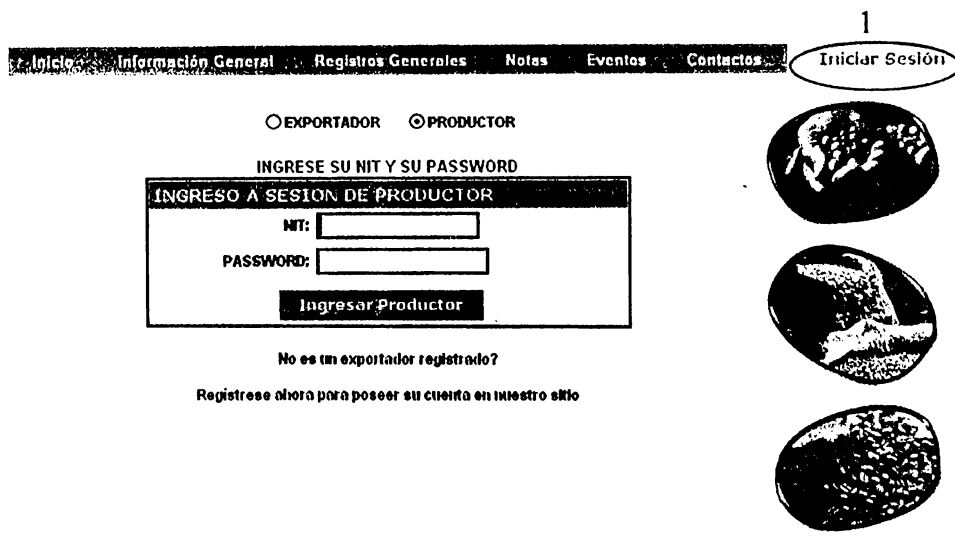 1
Inicio Información General Registros Generales Notas Eventos Contactos Iniciar Sesión
EXPORTADOR PRODUCTOR
INGRESE SU NIT Y SU PASSWORD
INGRESO A SESION DE PRODUCTOR
NIT:
PASSWORD:
Ingresar Productor
No es un exportador registrado?
Registrese ahora para poseer su cuenta en nuestro sitio